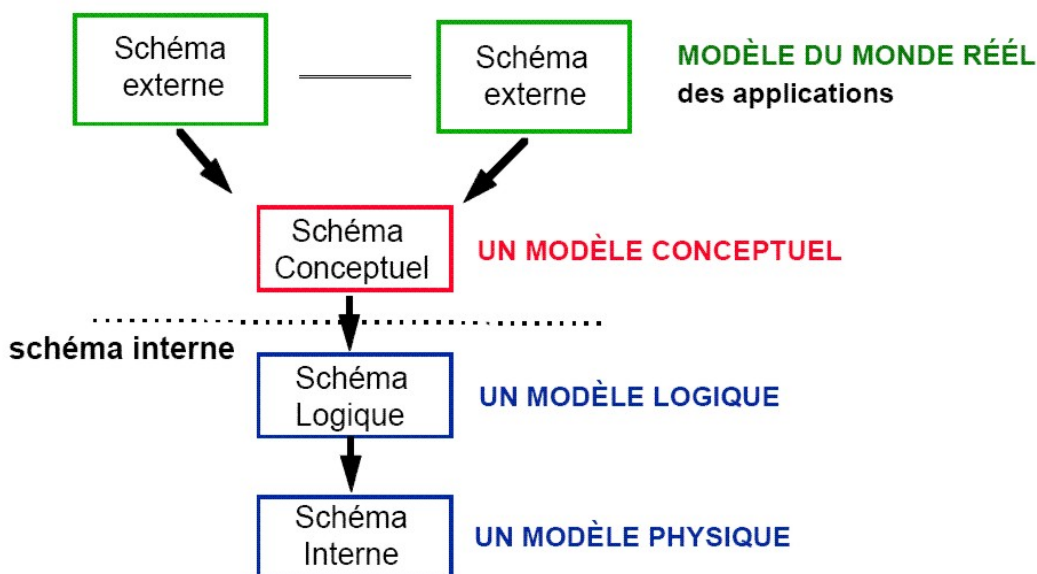 Schéma
externe
Schéma
externe
MODÈLE DU MONDE RÉÉL
des applications
Schéma
Conceptuel
UN MODÈLE CONCEPTUEL
schéma interne
Schéma
Logique
UN MODÈLE LOGIQUE
Schéma
Interne
UN MODÈLE PHYSIQUE